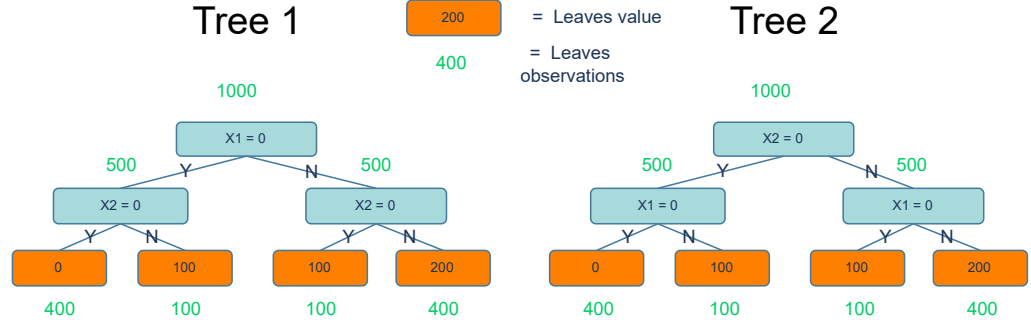 Tree 1
200
= Leaves value
Tree 2
400
= Leaves
observations
1000
X1 = 0
500
Y
N
500
X2 = 0
X2 = 0
Y
N
Y
N
0
100
100
200
400
100
100
400
1000
X2 = 0
500
Y
N
500
X1 = 0
X1 = 0
Y
N
Y
N
0
100
100
200
400
100
100
400